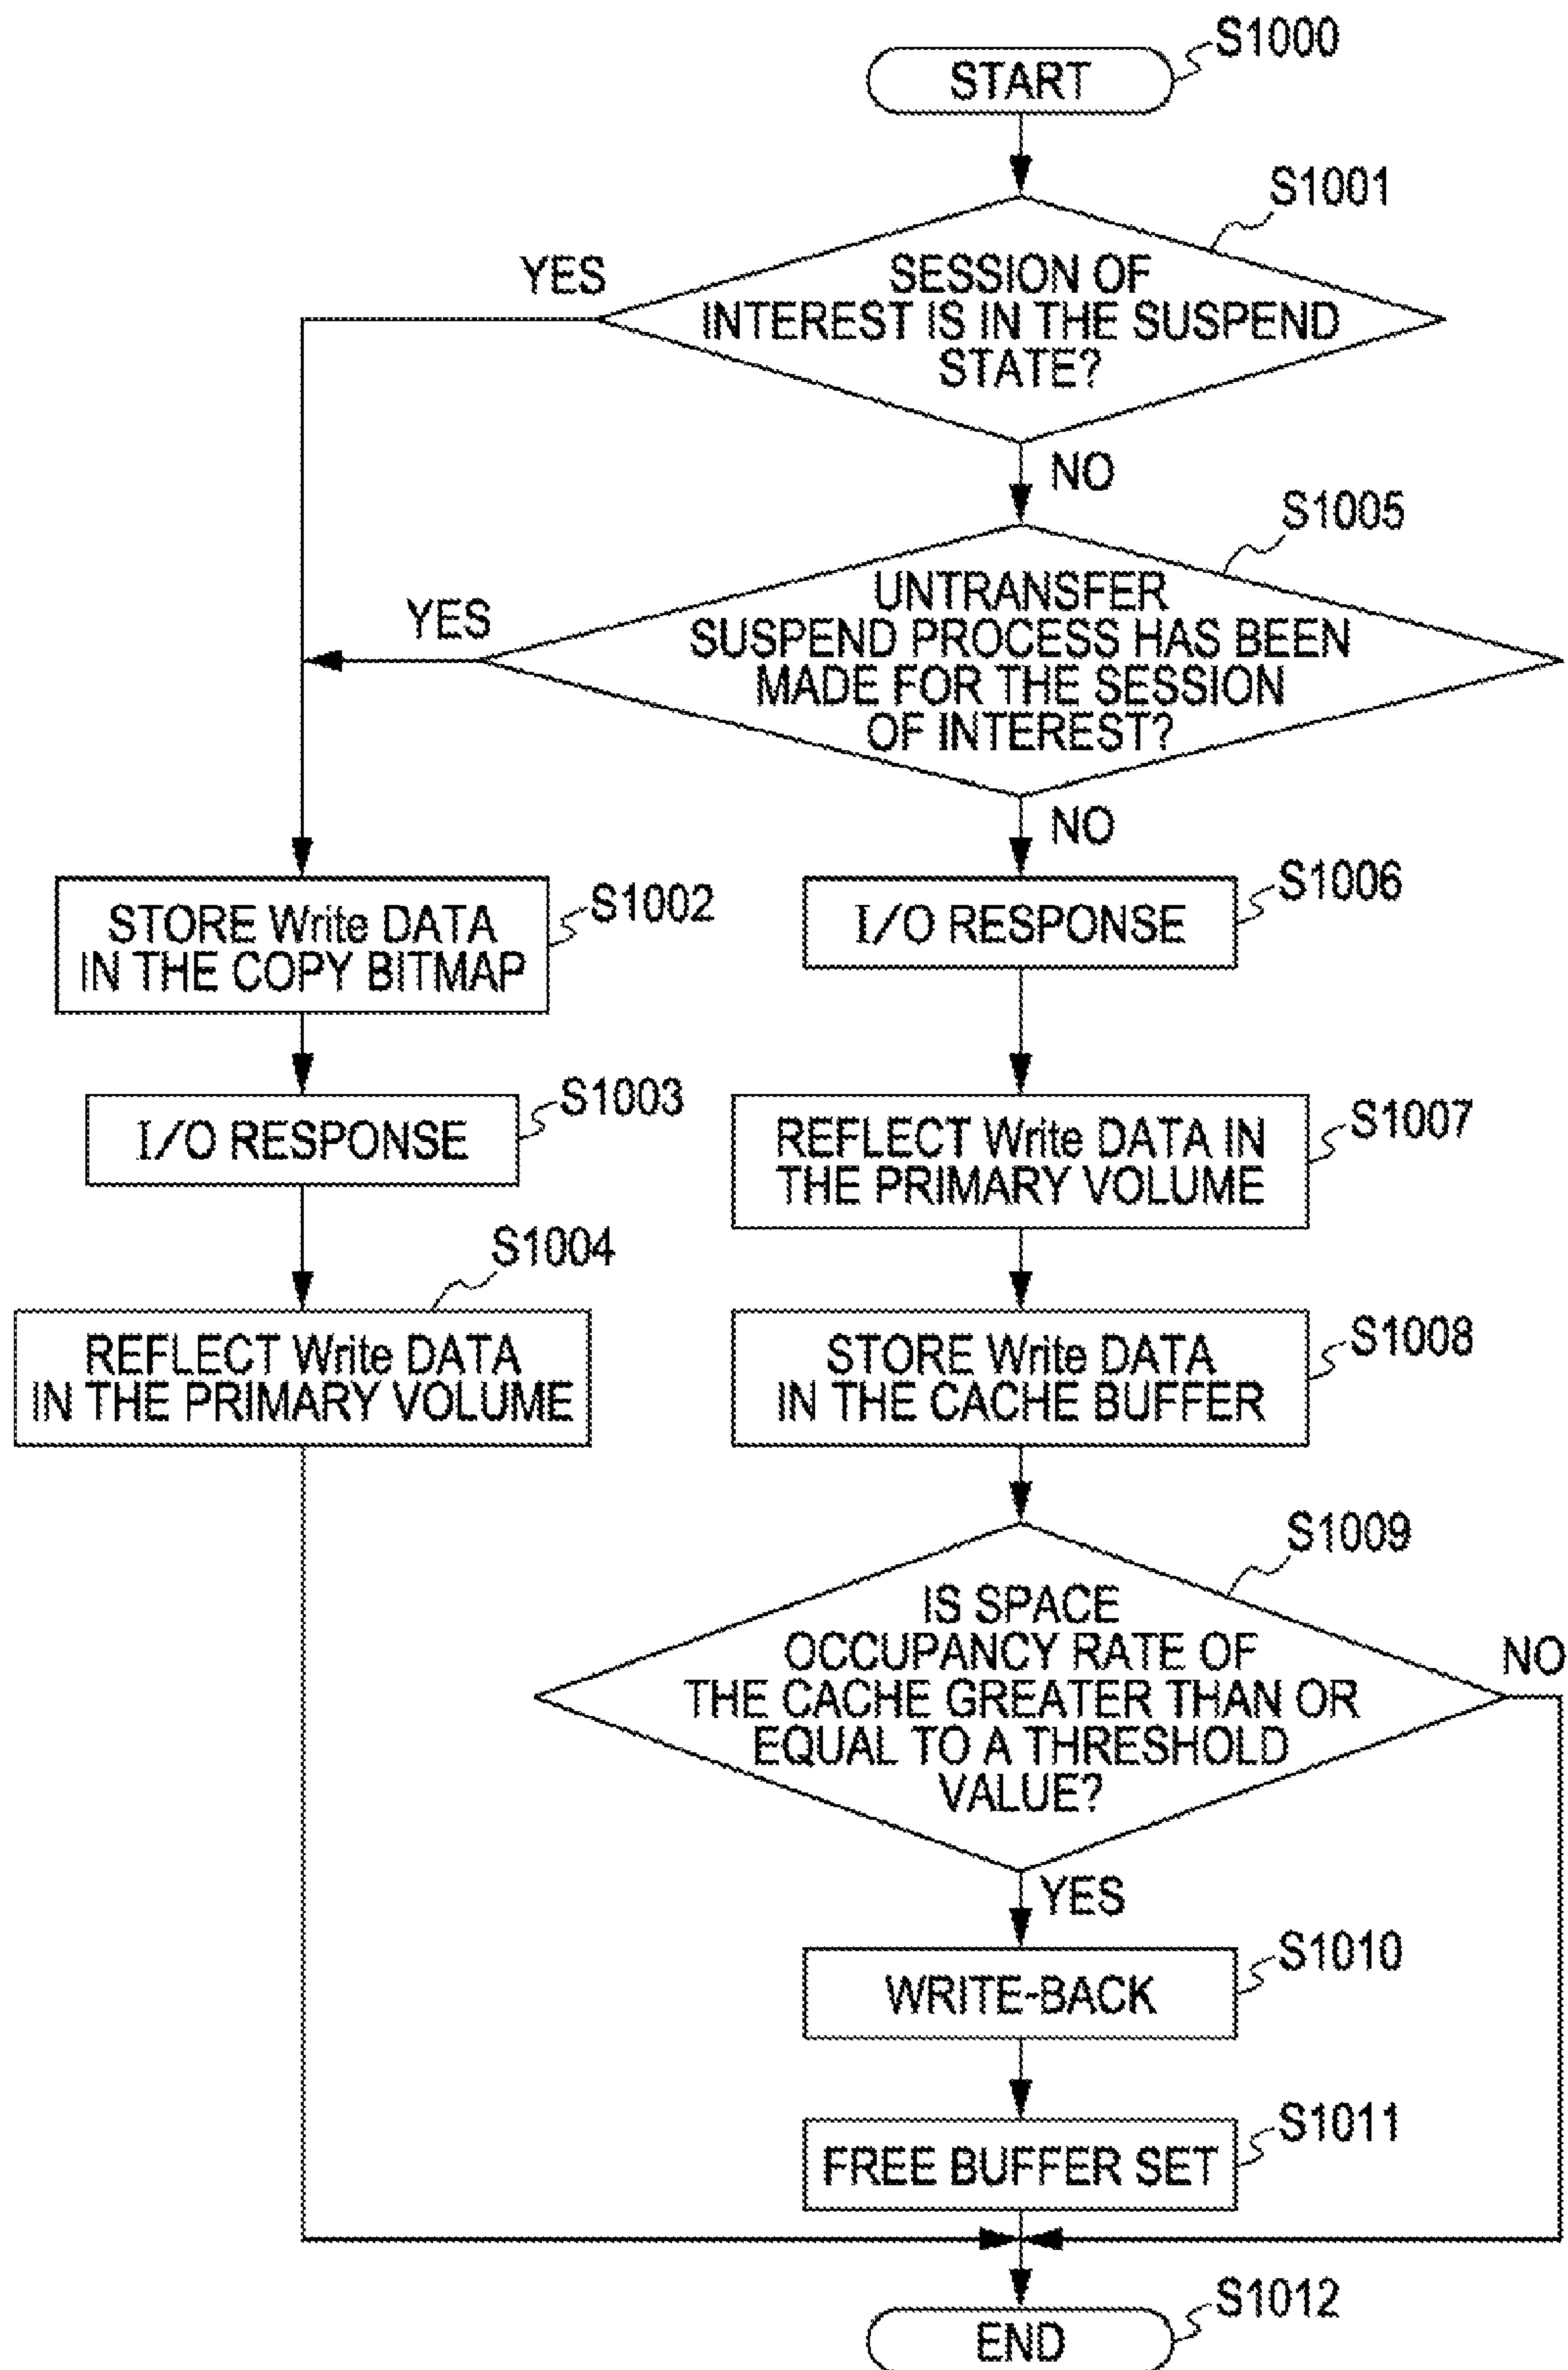 START
S1000
SESSION OF
INTEREST IS IN THE SUSPEND
STATE?
S1001
YES
NO
UNTRANSFER
SUSPEND PROCESS HAS BEEN
MADE FOR THE SESSION
OF INTEREST?
S1005
YES
NO
STORE Write DATA
IN THE COPY BITMAP
S1002
I/O RESPONSE
S1003
REFLECT Write DATA
IN THE PRIMARY VOLUME
S1004
I/O RESPONSE
S1006
REFLECT Write DATA IN
THE PRIMARY VOLUME
S1007
STORE Write DATA
IN THE CACHE BUFFER
S1008
IS SPACE
OCCUPANCY RATE OF
THE CACHE GREATER THAN OR
EQUAL TO A THRESHOLD
VALUE?
S1009
NO
YES
WRITE-BACK
S1010
FREE BUFFER SET
S1011
END
S1012